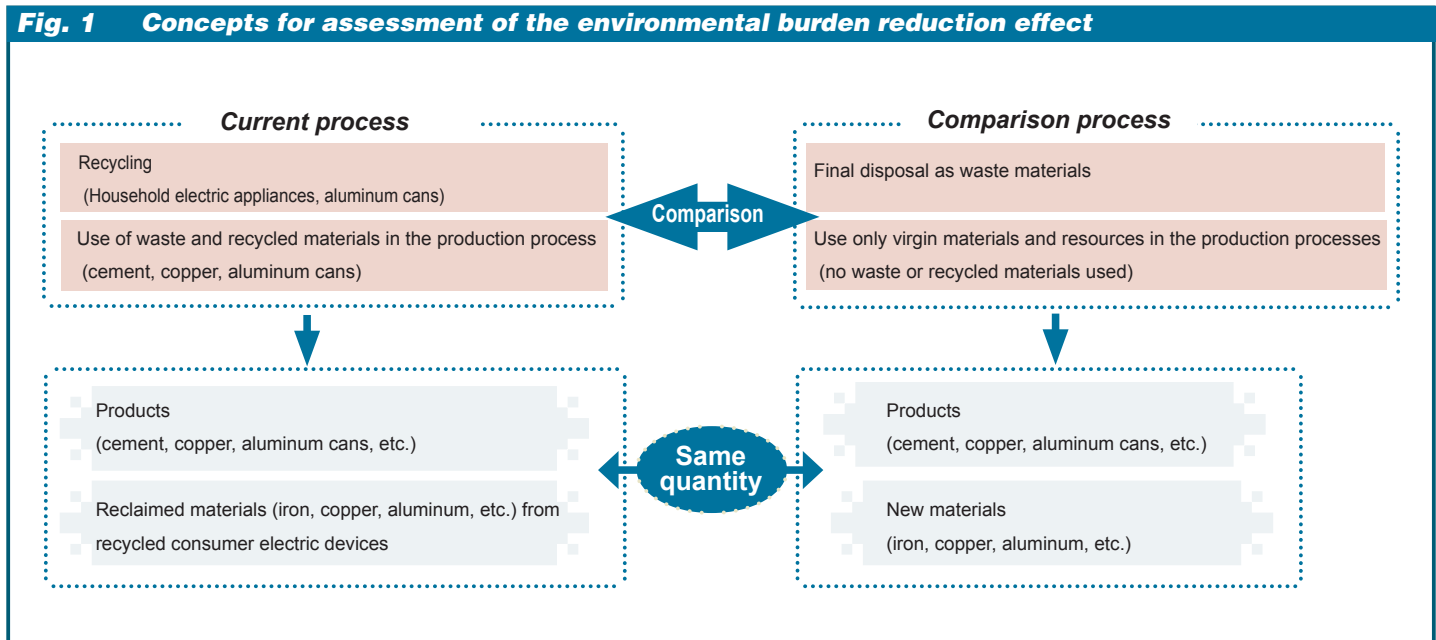 Fig. 1 Concepts for assessment of the environmental burden reduction effect
Current process
Recycling
(Household electric appliances, aluminum cans)
Use of waste and recycled materials in the production process
(cement, copper, aluminum cans)
Comparison
Comparison process
Final disposal as waste materials
Use only virgin materials and resources in the production processes
(no waste or recycled materials used)
Products
(cement, copper, aluminum cans, etc.)
Reclaimed materials (iron, copper, aluminum, etc.) from
recycled consumer electric devices
Same
quantity
Products
(cement, copper, aluminum cans, etc.)
New materials
(iron, copper, aluminum, etc.)